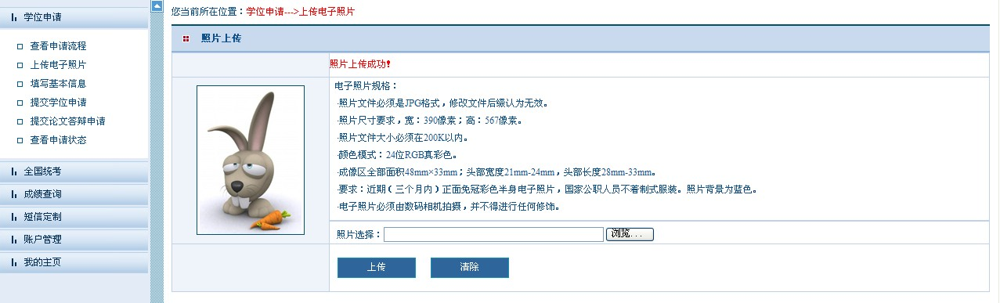 学位申请
查看申请流程
上传电子照片
填写基本信息
提交学位申请
提交论文答辩申请
查看申请状态
全国统考
成绩查询
短信定制
账户管理
我的主页
您当前所在位置：学位申请--->上传电子照片
照片上传
照片上传成功！
电子照片规格：
·照片文件必须是JPG格式，修改文件后缀认为无效。
·照片尺寸要求，宽：390像素；高：567像素。
·照片文件大小必须在200K以内。
·颜色模式：24位RGB真彩色。
·成像区全部面积48mm×33mm；头部宽度21mm-24mm，头部长度28mm-33mm。
·要求：近期（三个月内）正面免冠彩色半身电子照片，国家公职人员不着制式服装。照片背景为蓝色。
·电子照片必须由数码相机拍摄，并不得进行任何修饰。
照片选择： 浏览...
上传 清除